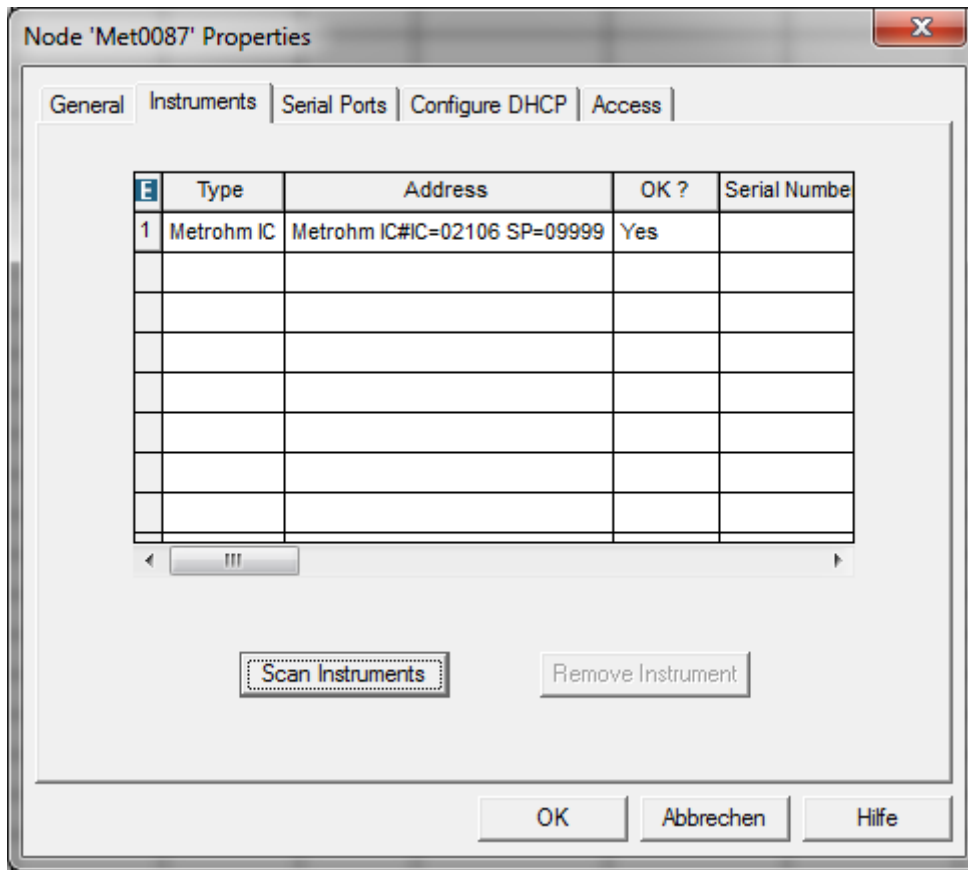 Node 'Met0087' Properties
General Instruments Serial Ports Configure DHCP Access
E Type Address OK ? Serial Numbe
1 Metrohm IC Metrohm IC#IC=02106 SP=09999 Yes
Scan Instruments Remove Instrument
OK Abbrechen Hilfe